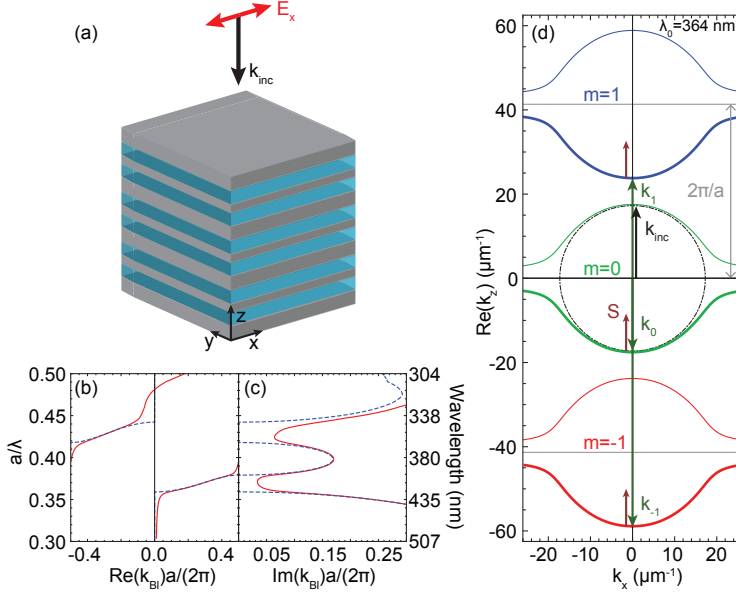 (a)
E_x
k_inc
z
y
x
(b)
(c)
0.50
0.45
0.40
0.35
0.30
a/λ
-0.4
0.0
0.4
Re(k_Bl)a/(2π)
0.05
0.15
0.25
Im(k_Bl)a/(2π)
304
338
380
435
507
Wavelength (nm)
(d)
λ_0=364 nm
60
40
20
0
-20
-40
-60
Re(k_z) (μm⁻¹)
m=1
k_1
2π/a
k_inc
m=0
S
k_0
m=-1
k_-1
-20
-10
0
10
20
k_x (μm⁻¹)